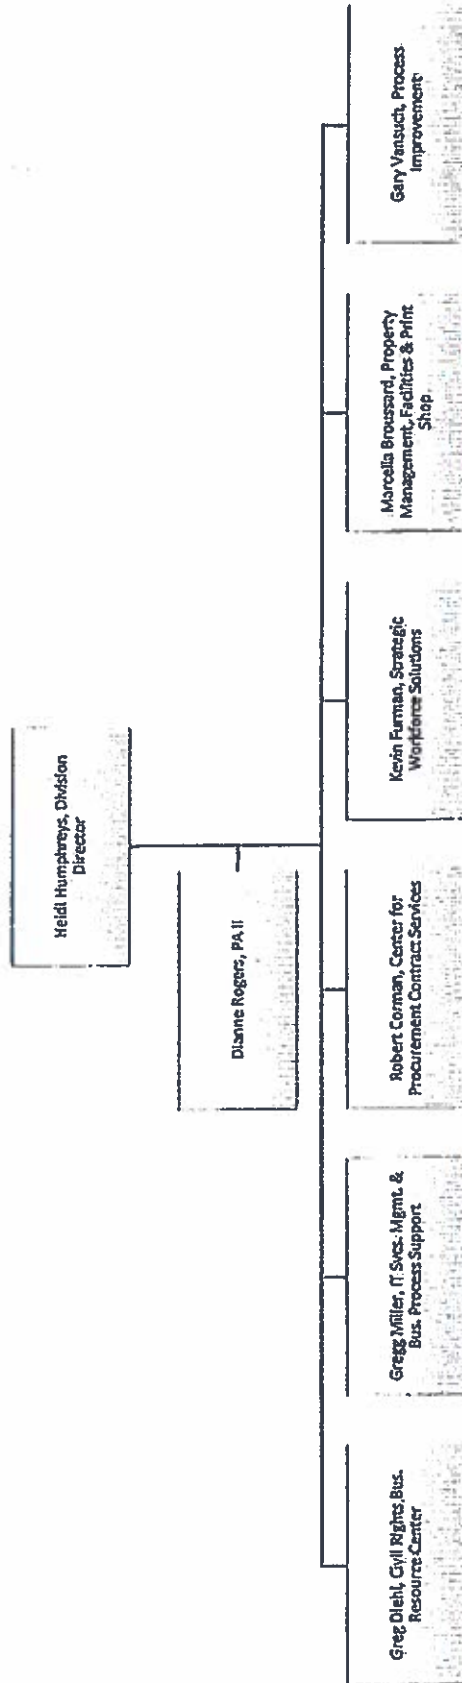 Heidi Humphreys, Division
Director
Dianne Rogers, PA II
Greg Diehl, Civil Rights Bus.
Resource Center
Gregg Miller, IT Svcs. Mgmt. &
Bus. Process Support
Robert Corman, Center for
Procurement Contract Services
Kevin Furman, Strategic
Workforce Solutions
Marcella Broussard, Property
Management, Facilities & Print
Shop
Gary Vansuch, Process
Improvement